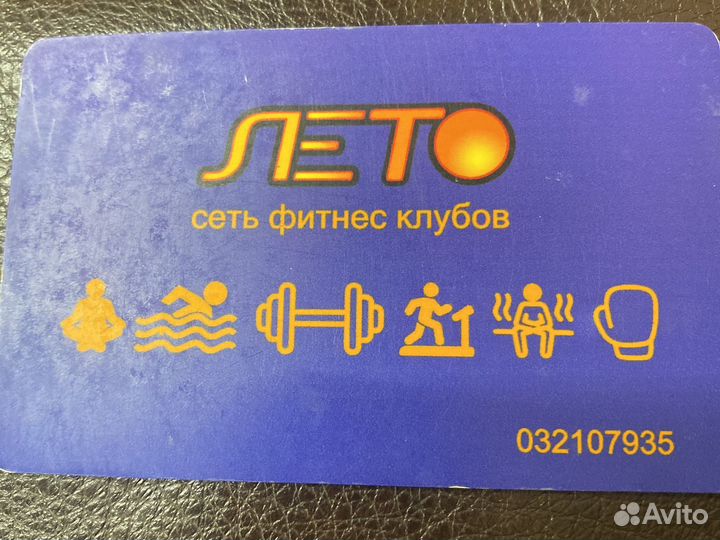 ЛЕТО
сеть фитнес клубов
032107935
Avito